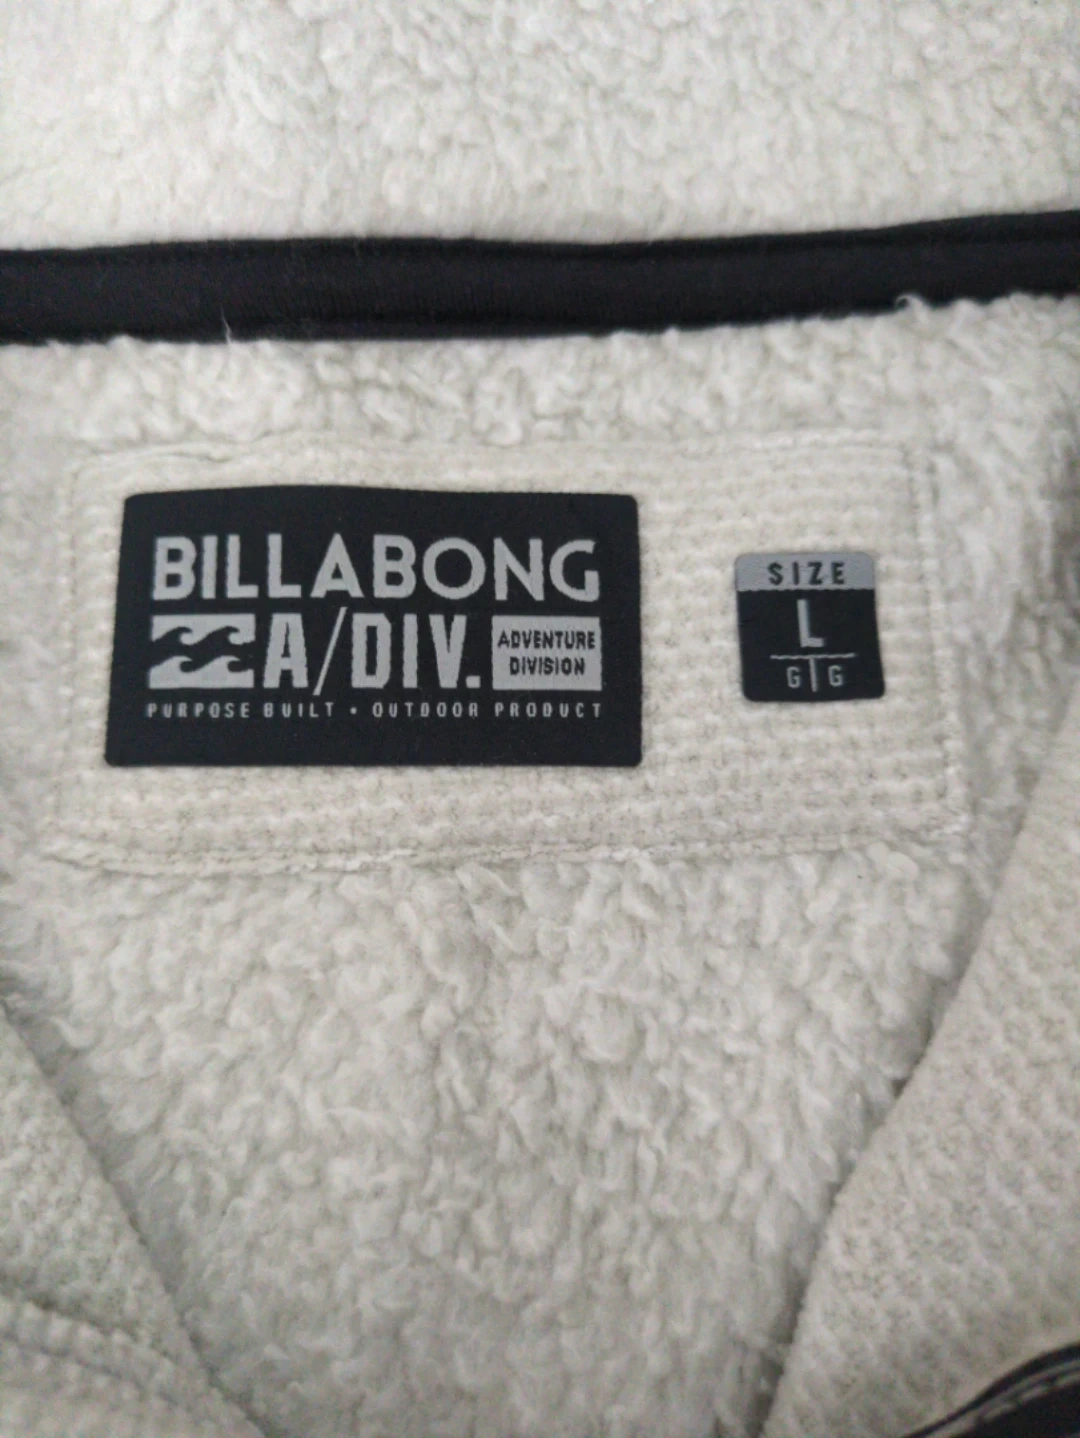 BILLABONG
A/DIV. ADVENTURE
DIVISION
PURPOSE BUILT • OUTDOOR PRODUCT
SIZE
L
G G